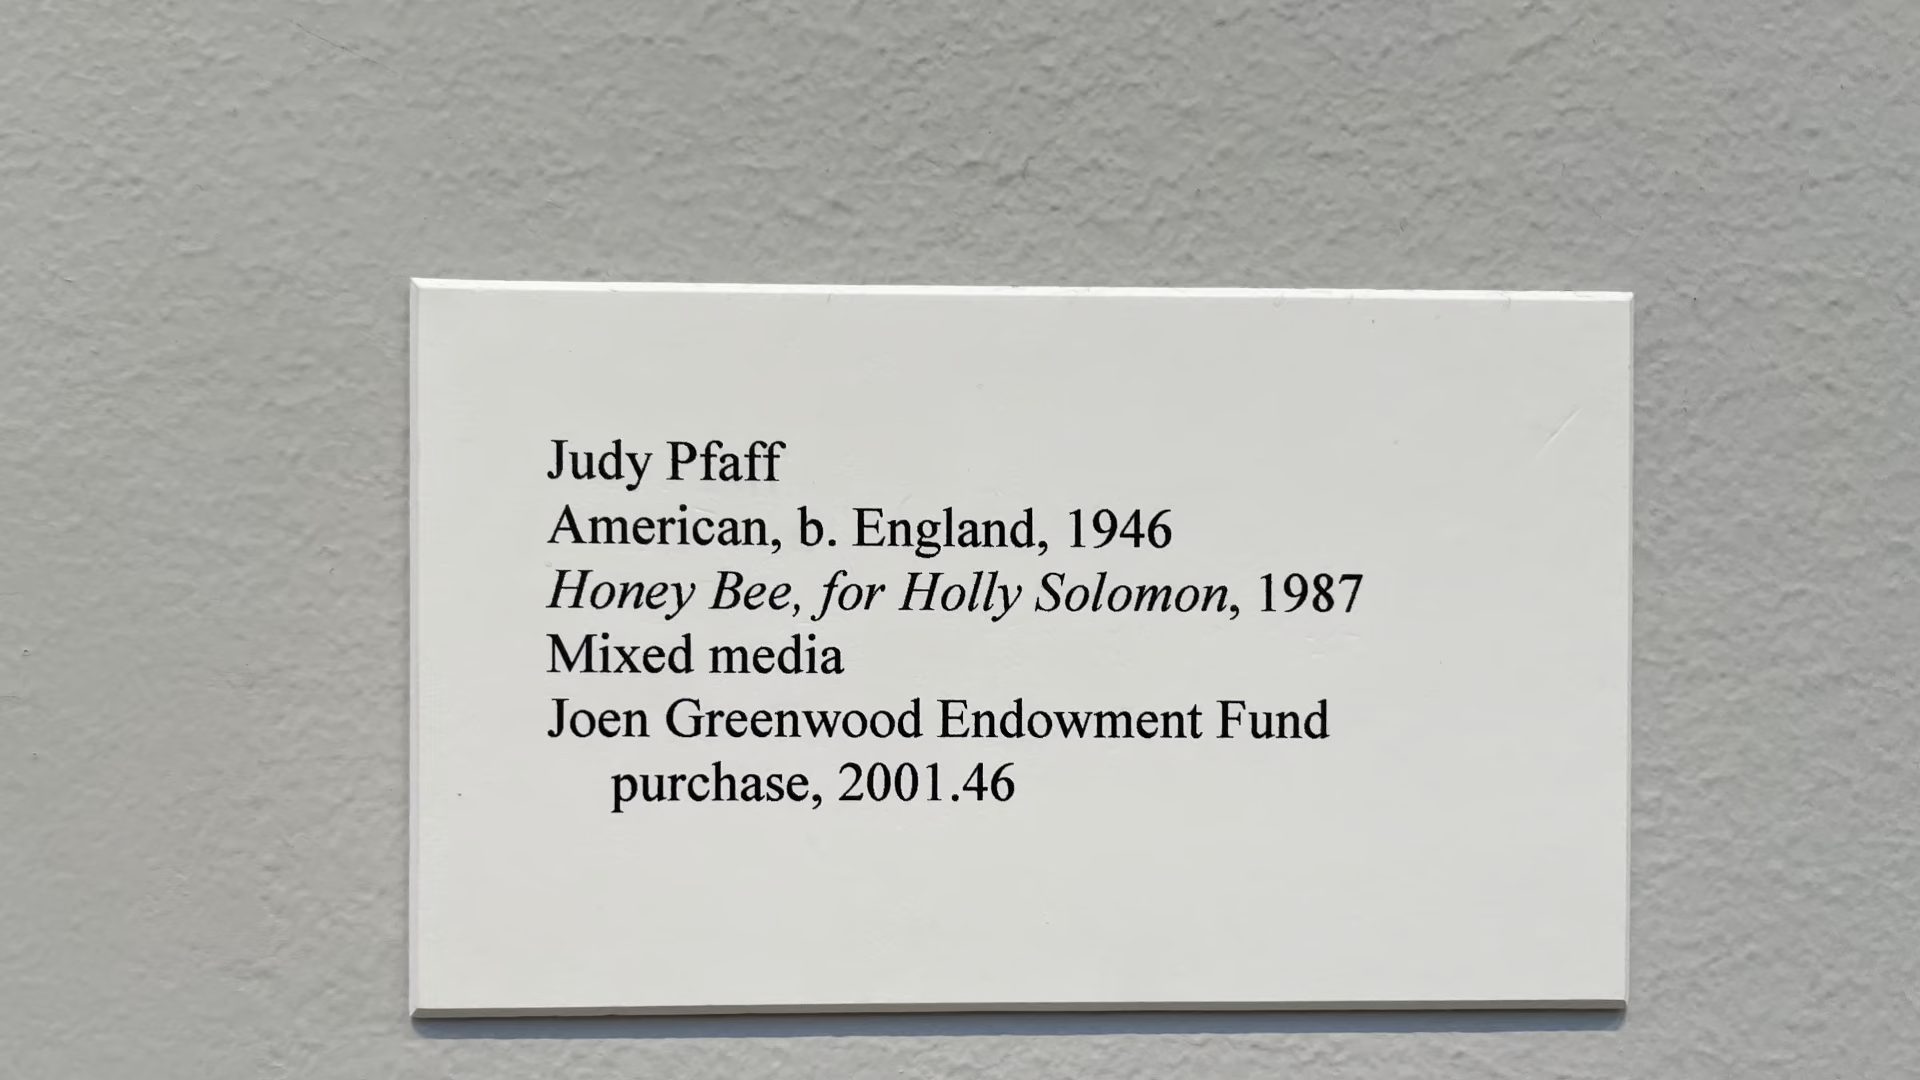 Judy Pfaff
American, b. England, 1946
Honey Bee, for Holly Solomon, 1987
Mixed media
Joen Greenwood Endowment Fund
purchase, 2001.46